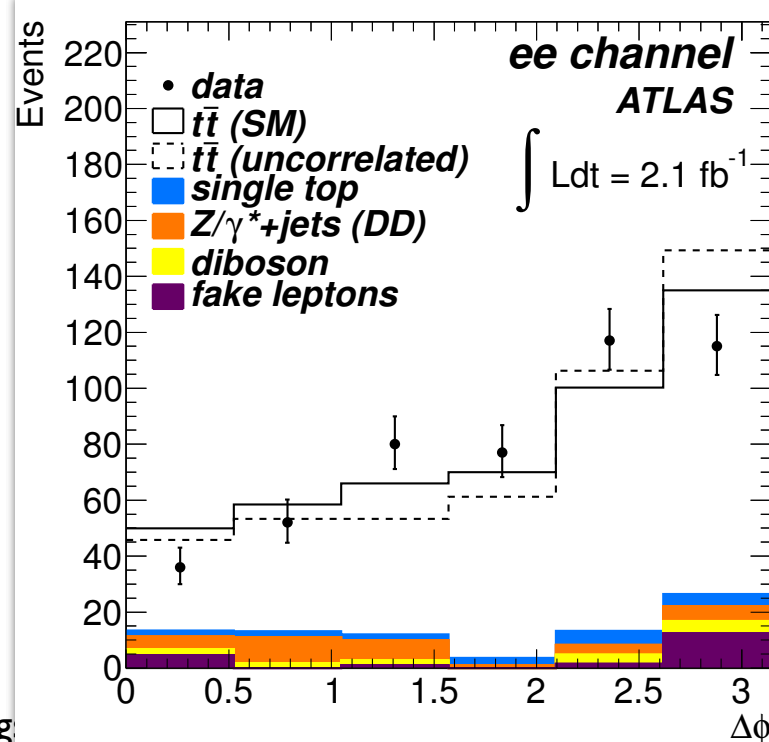 Events
220
200
180
160
140
120
100
80
60
40
20
0
ee channel
ATLAS
∫ Ldt = 2.1 fb⁻¹
data
tt̄ (SM)
tt̄ (uncorrelated)
single top
Z/γ*+jets (DD)
diboson
fake leptons
0 0.5 1 1.5 2 2.5 3
Δϕ